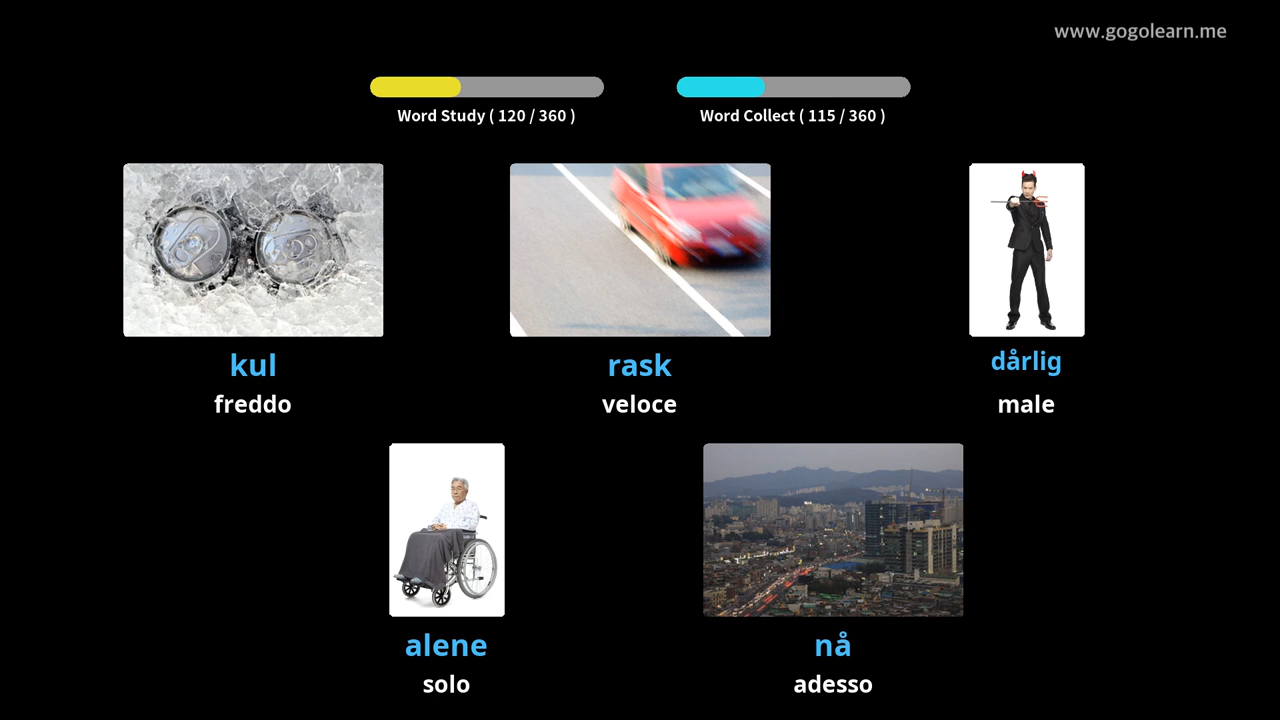 www.gogolearn.me
Word Study ( 120 / 360 )
Word Collect ( 115 / 360 )
kul
freddo
rask
veloce
dårlig
male
alene
solo
nå
adesso